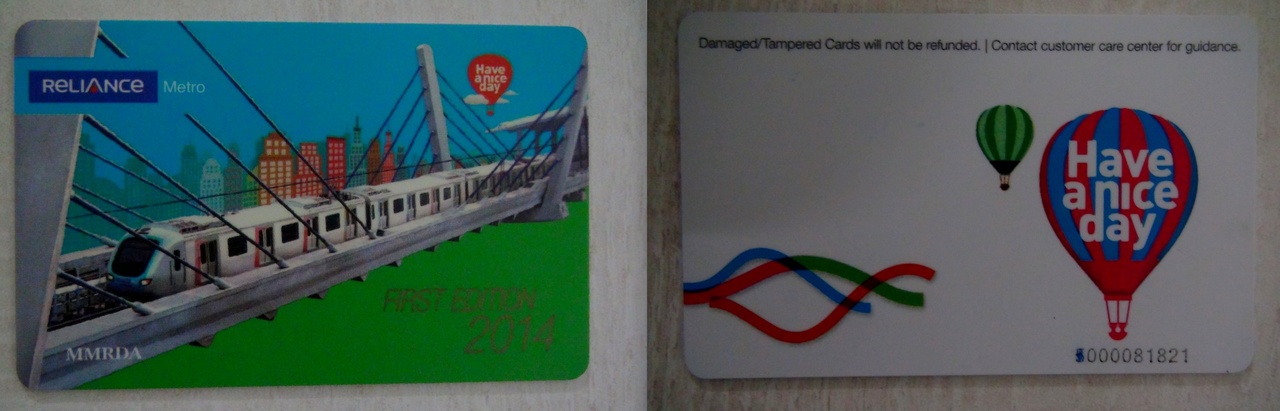 RELIANCE Metro
Have
a nice
day
FIRST EDITION
2014
MMRDA
Damaged/Tampered Cards will not be refunded. | Contact customer care center for guidance.
Have
a nice
day
5000081821